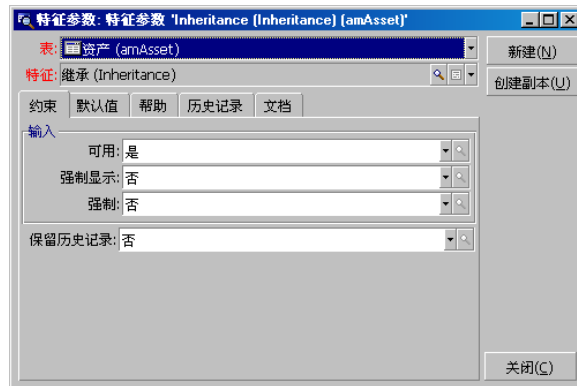 特征参数: 特征参数 'Inheritance (Inheritance) (amAsset)'
表: 资产 (amAsset)
新建(N)
特征: 继承 (Inheritance)
创建副本(U)
约束 默认值 帮助 历史记录 文档
输入
可用: 是
强制显示: 否
强制: 否
保留历史记录: 否
关闭(C)